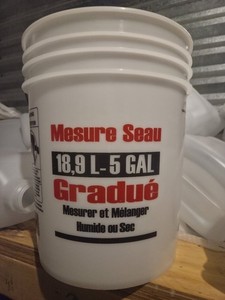 Mesure Seau
18,9 L - 5 GAL
Gradué
Mesurer et Mélanger
Humide ou Sec